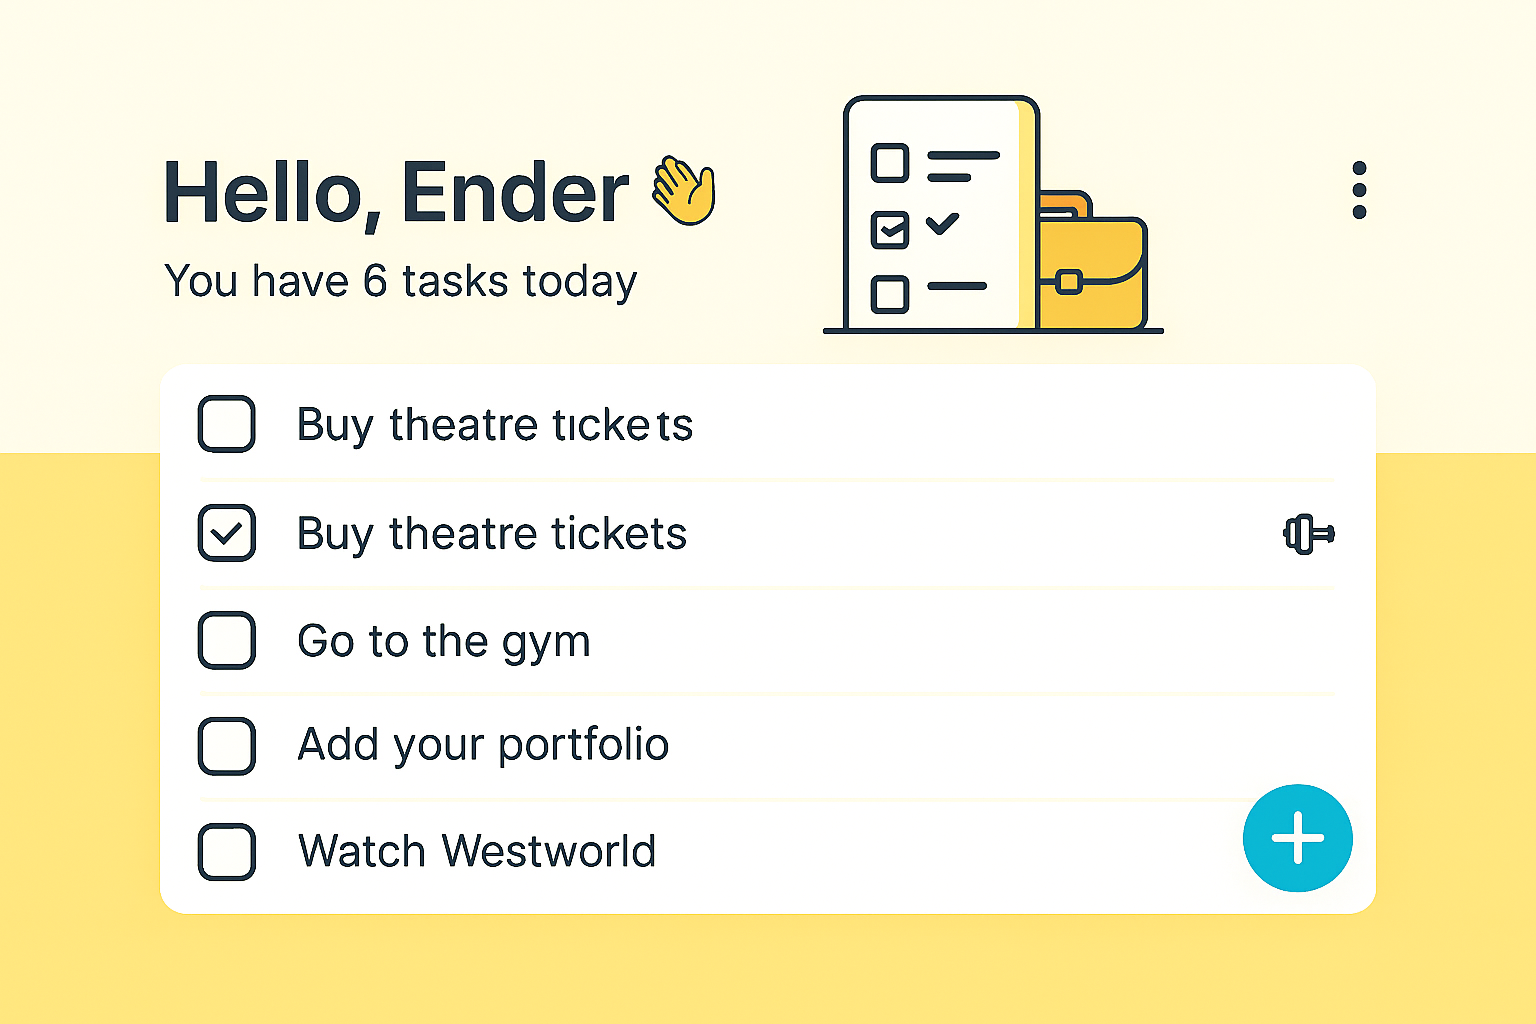 Hello, Ender 👋
You have 6 tasks today
Buy theatre tickets
Buy theatre tickets
Go to the gym
Add your portfolio
Watch Westworld